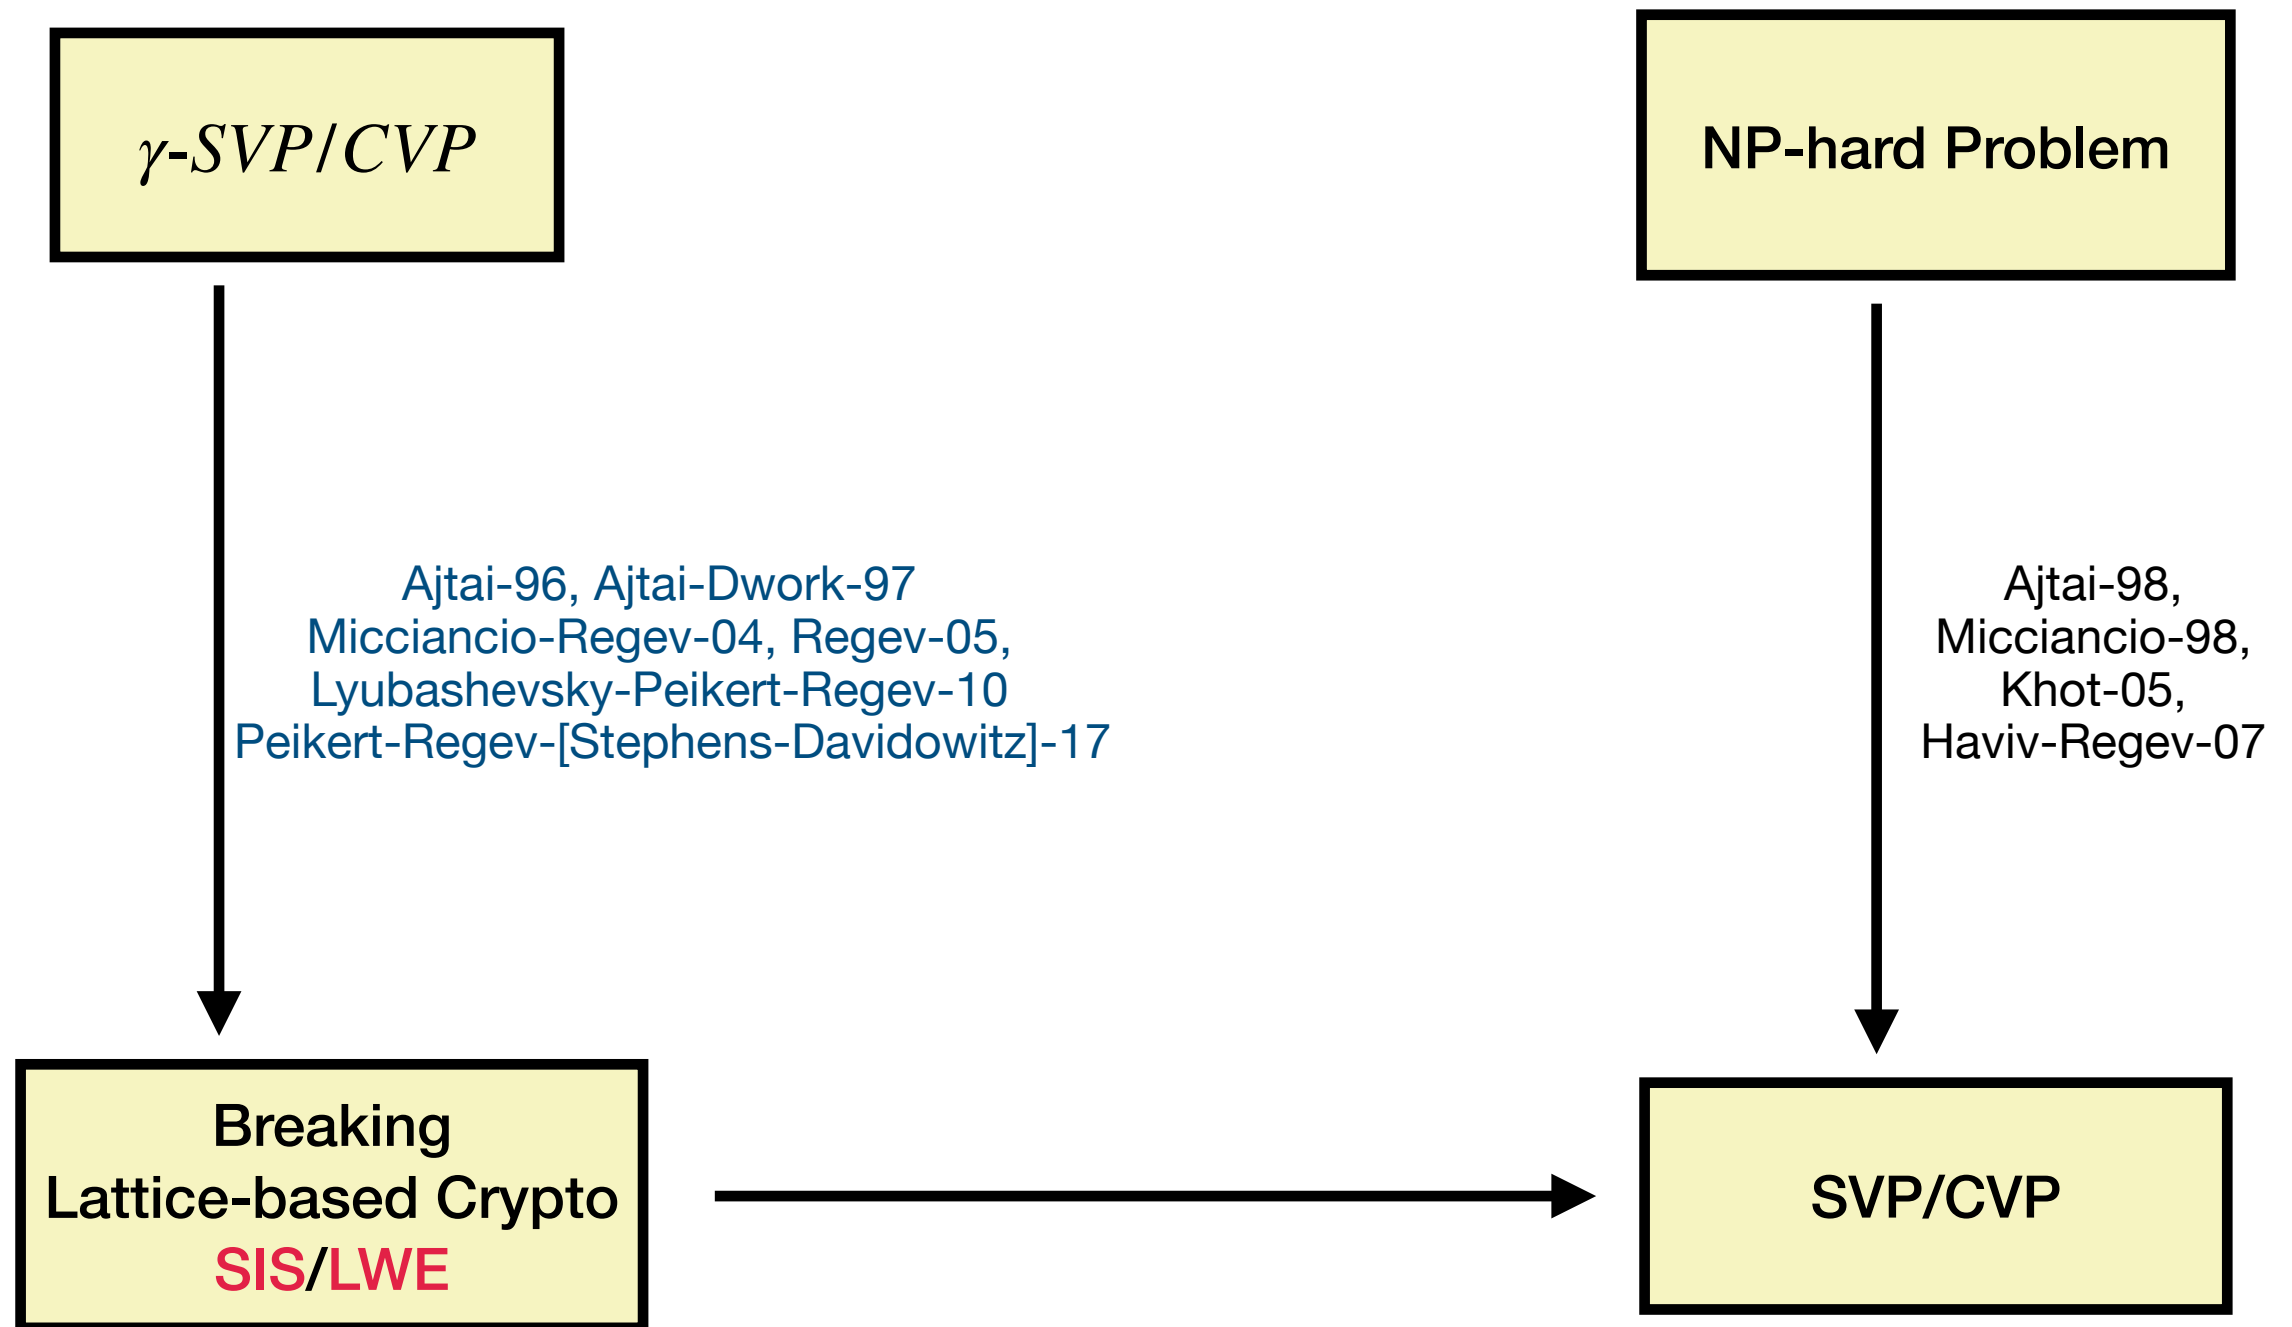 γ-SVP/CVP
NP-hard Problem
Ajtai-96, Ajtai-Dwork-97
Micciancio-Regev-04, Regev-05,
Lyubashevsky-Peikert-Regev-10
Peikert-Regev-[Stephens-Davidowitz]-17
Ajtai-98,
Micciancio-98,
Khot-05,
Haviv-Regev-07
Breaking
Lattice-based Crypto
SIS/LWE
SVP/CVP